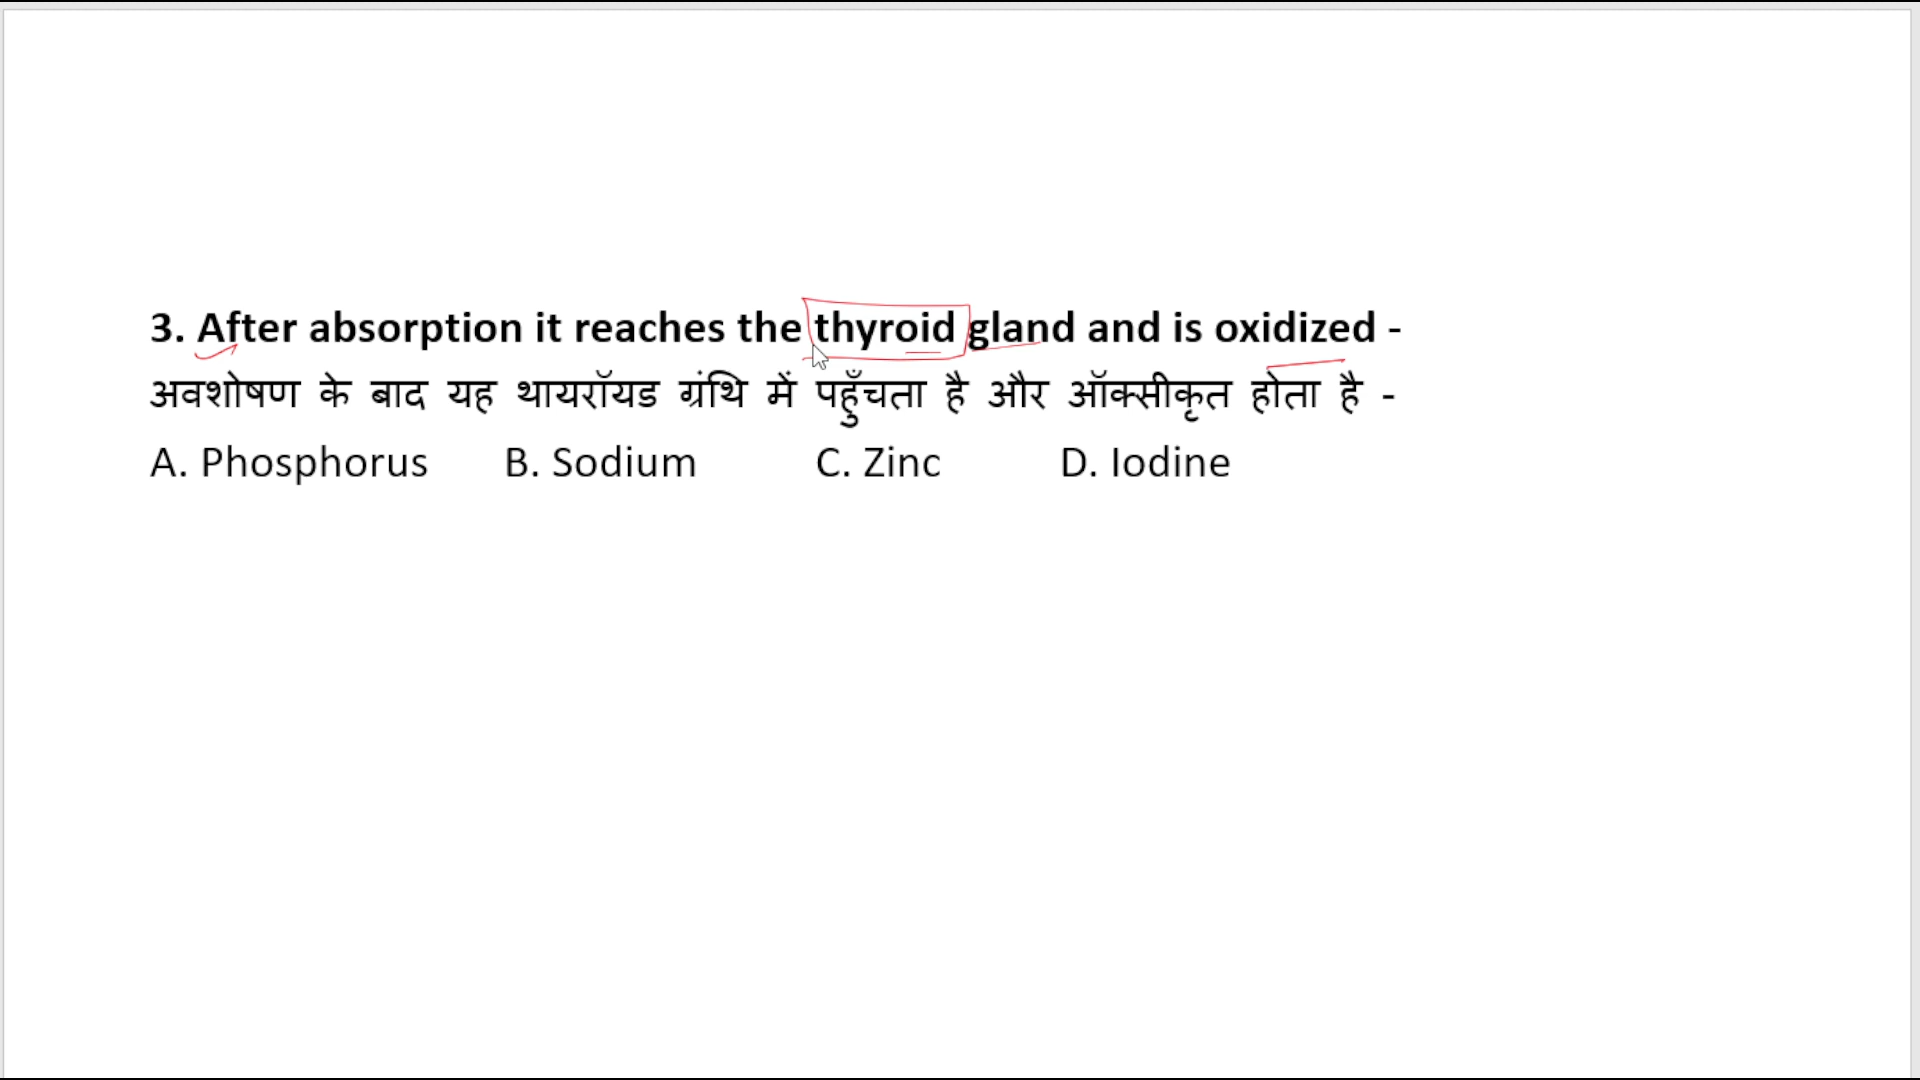 3. After absorption it reaches the thyroid gland and is oxidized -
अवशोषण के बाद यह थायरॉयड ग्रंथि में पहुँचता है और ऑक्सीकृत होता है -
A. Phosphorus B. Sodium C. Zinc D. Iodine